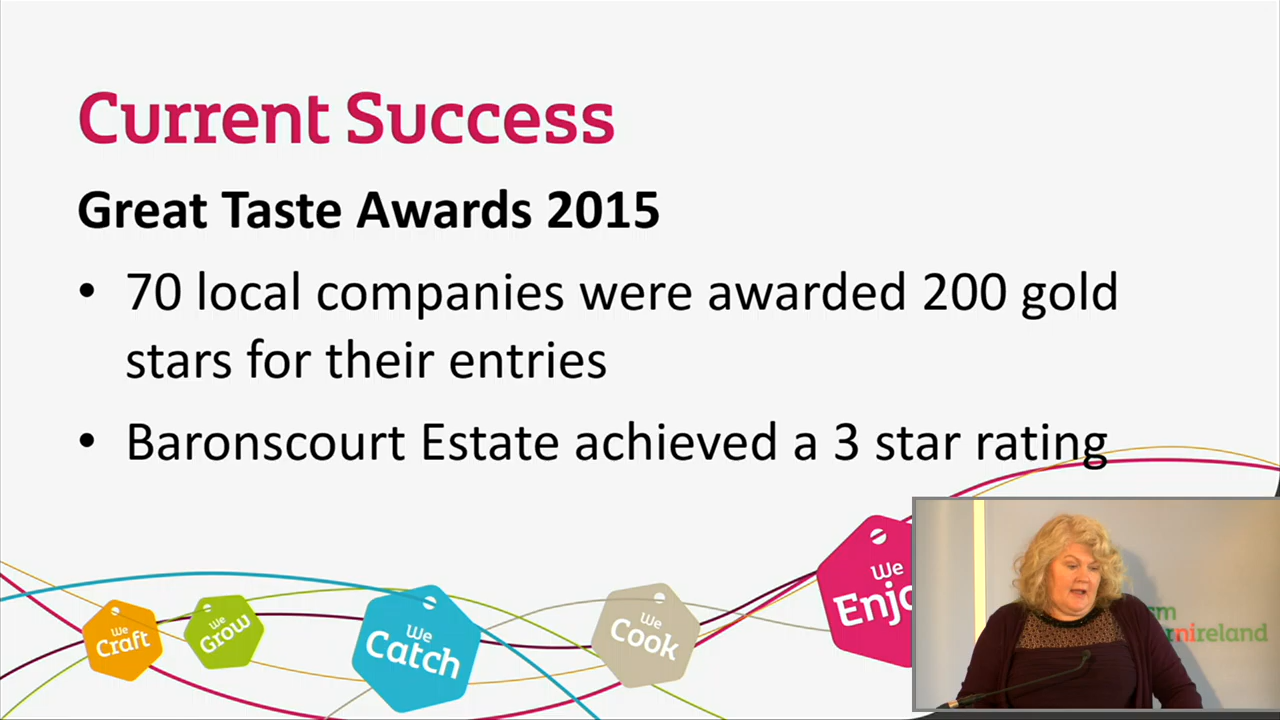 Current Success
Great Taste Awards 2015
• 70 local companies were awarded 200 gold
stars for their entries
• Baronscourt Estate achieved a 3 star rating
We
Craft
We
Grow
We
Catch
We
Cook
We
nireland